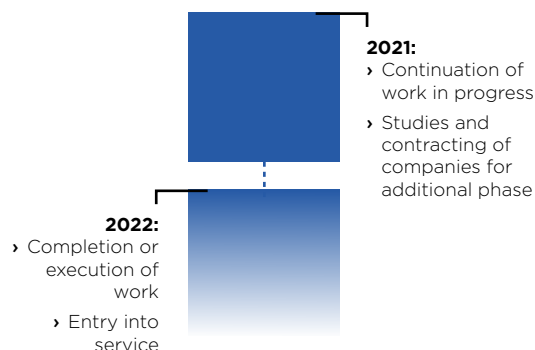 2021:
› Continuation of
work in progress
› Studies and
contracting of
companies for
additional phase
2022:
› Completion or
execution of
work
› Entry into
service